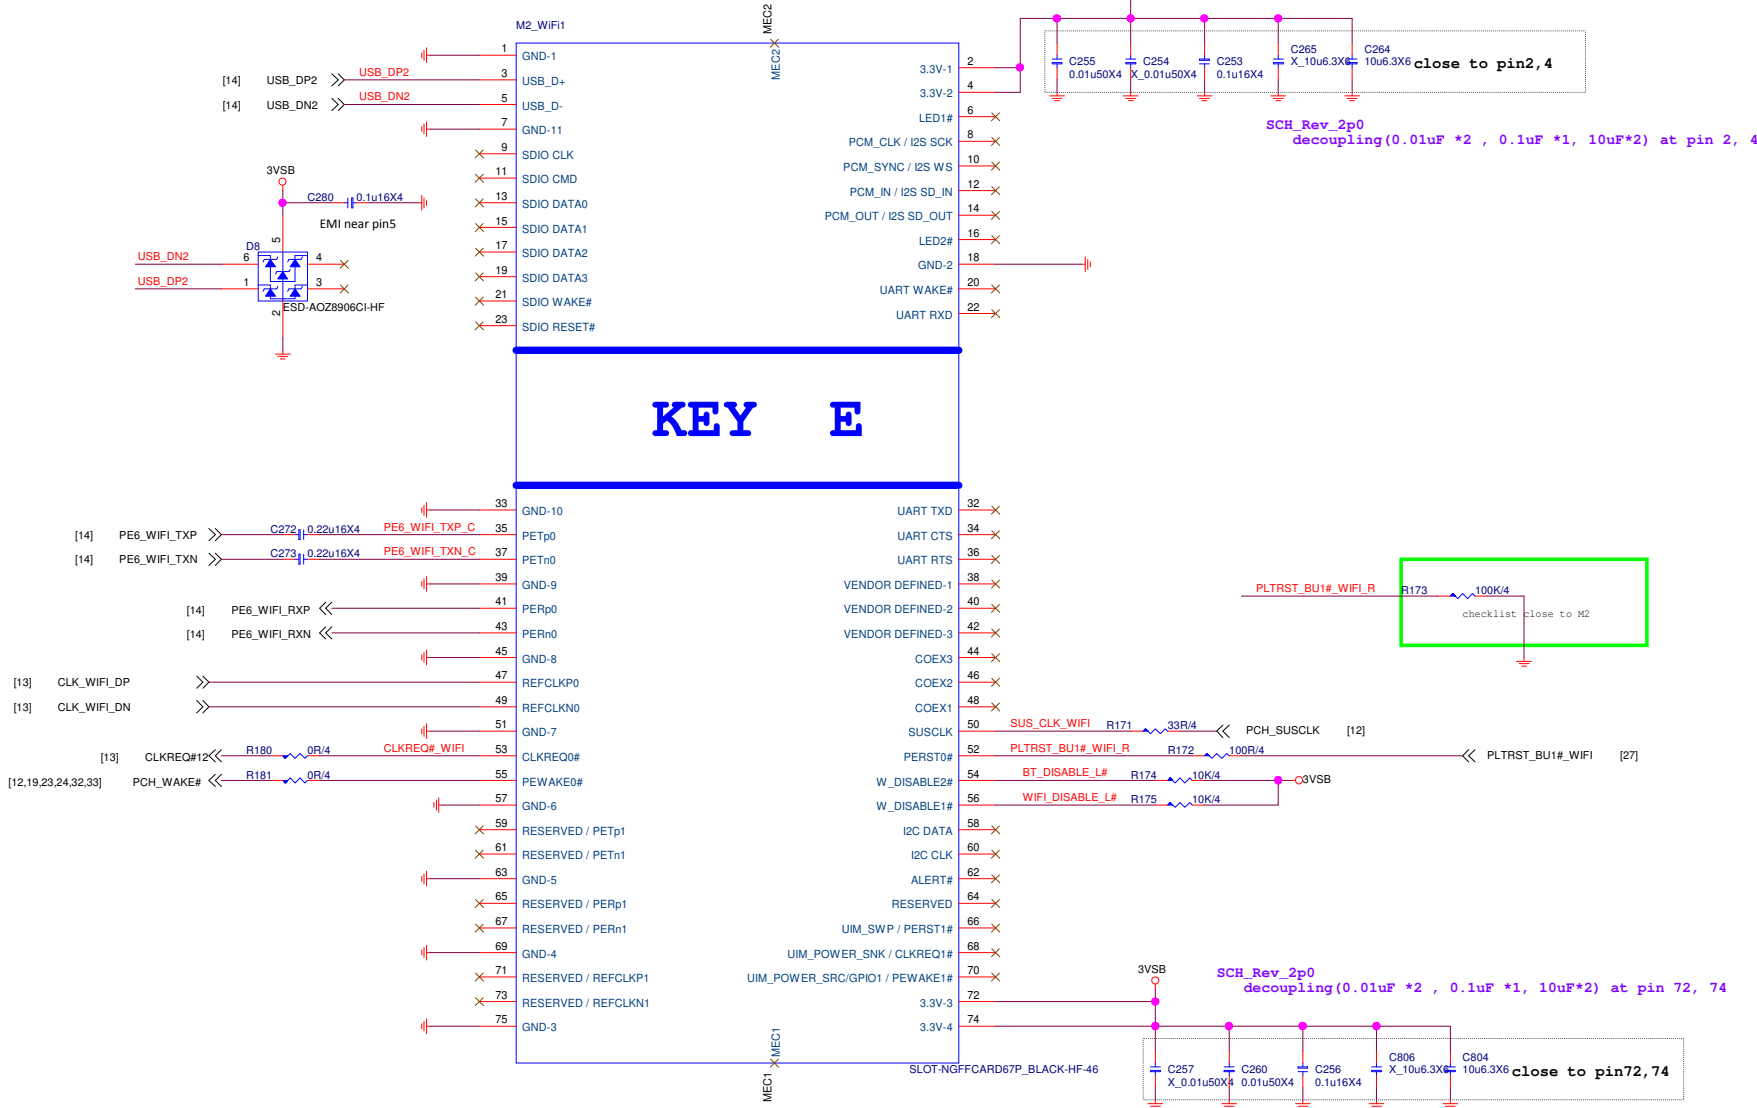 M2_WiFi1
MEC2
MEC2
1 GND-1
[14] USB_DP2 USB_DP2 3 USB_D+
[14] USB_DN2 USB_DN2 5 USB_D-
7 GND-11
9 SDIO CLK
11 SDIO CMD
13 SDIO DATA0
15 SDIO DATA1
17 SDIO DATA2
19 SDIO DATA3
21 SDIO WAKE#
23 SDIO RESET#
3VSB
C280 0.1u16X4
EMI near pin5
D8
5
USB_DN2 6 4
USB_DP2 1 3
2
ESD-AOZ8906CI-HF
3.3V-1 2
3.3V-2 4
LED1# 6
PCM_CLK / I2S SCK 8
PCM_SYNC / I2S WS 10
PCM_IN / I2S SD_IN 12
PCM_OUT / I2S SD_OUT 14
LED2# 16
GND-2 18
UART WAKE# 20
UART RXD 22
C255 0.01u50X4
C254 X_0.01u50X4
C253 0.1u16X4
C265 X_10u6.3X6
C264 10u6.3X6
close to pin2,4
SCH_Rev_2p0
decoupling(0.01uF *2 , 0.1uF *1, 10uF*2) at pin 2, 4
KEY E
33 GND-10
[14] PE6_WIFI_TXP C272 0.22u16X4 PE6_WIFI_TXP_C 35 PETp0
[14] PE6_WIFI_TXN C273 0.22u16X4 PE6_WIFI_TXN_C 37 PETn0
39 GND-9
[14] PE6_WIFI_RXP 41 PERp0
[14] PE6_WIFI_RXN 43 PERn0
45 GND-8
[13] CLK_WIFI_DP 47 REFCLKP0
[13] CLK_WIFI_DN 49 REFCLKN0
51 GND-7
[13] CLKREQ#12 R180 0R/4 CLKREQ#_WIFI 53 CLKREQ0#
[12,19,23,24,32,33] PCH_WAKE# R181 0R/4 55 PEWAKE0#
57 GND-6
59 RESERVED / PETp1
61 RESERVED / PETn1
63 GND-5
65 RESERVED / PERp1
67 RESERVED / PERn1
69 GND-4
71 RESERVED / REFCLKP1
73 RESERVED / REFCLKN1
75 GND-3
UART TXD 32
UART CTS 34
UART RTS 36
VENDOR DEFINED-1 38
VENDOR DEFINED-2 40
VENDOR DEFINED-3 42
COEX3 44
COEX2 46
COEX1 48
SUSCLK 50 SUS_CLK_WIFI R171 33R/4 PCH_SUSCLK [12]
PERST0# 52 PLTRST_BU1#_WIFI_R R172 100R/4 PLTRST_BU1#_WIFI [27]
W_DISABLE2# 54 BT_DISABLE_L# R174 10K/4 3VSB
W_DISABLE1# 56 WIFI_DISABLE_L# R175 10K/4
I2C DATA 58
I2C CLK 60
ALERT# 62
RESERVED 64
UIM_SWP / PERST1# 66
UIM_POWER_SNK / CLKREQ1# 68
UIM_POWER_SRC/GPIO1 / PEWAKE1# 70
3.3V-3 72
3.3V-4 74
PLTRST_BU1#_WIFI_R R173 100K/4
checklist close to M2
3VSB
SCH_Rev_2p0
decoupling(0.01uF *2 , 0.1uF *1, 10uF*2) at pin 72, 74
C257 X_0.01u50X4
C260 0.01u50X4
C256 0.1u16X4
C806 X_10u6.3X6
C804 10u6.3X6
close to pin72,74
MEC1
MEC1
SLOT-NGFFCARD67P_BLACK-HF-46